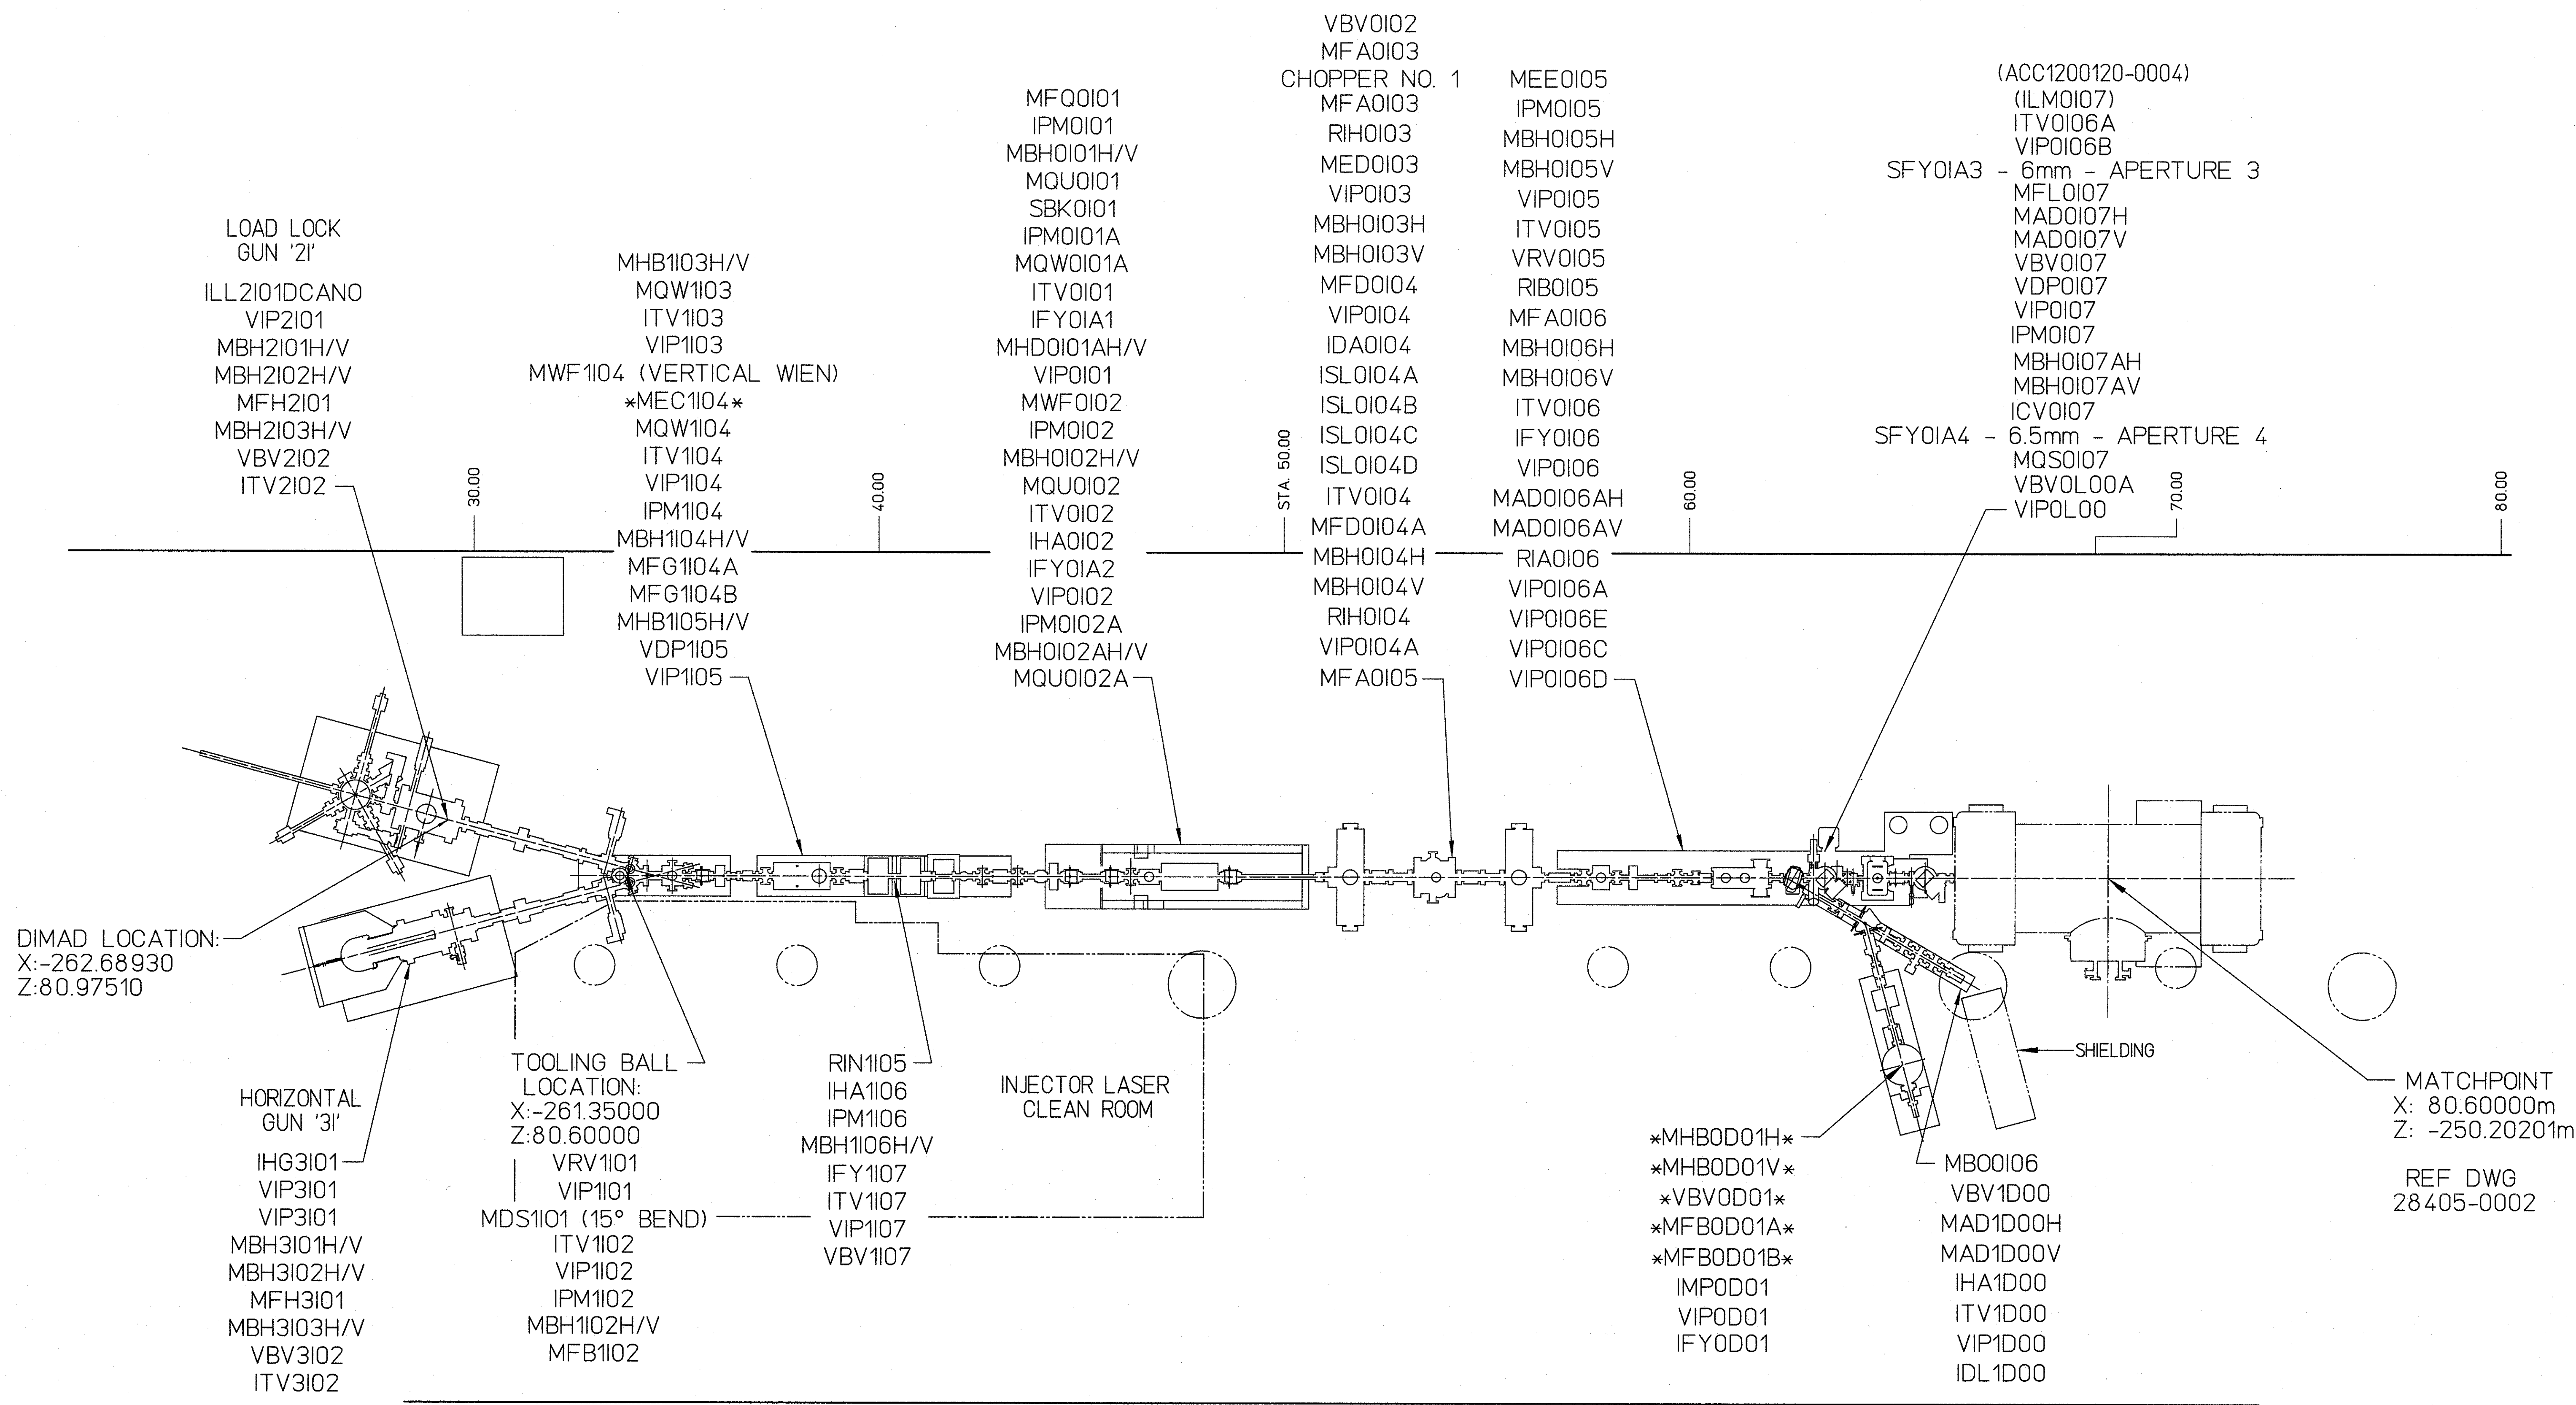 LOAD LOCK
GUN '2I'
ILL2I01DCANO
VIP2I01
MBH2I01H/V
MBH2I02H/V
MFH2I01
MBH2I03H/V
VBV2I02
ITV2I02
30.00
MHB1I03H/V
MQW1I03
ITV1I03
VIP1I03
MWF1I04 (VERTICAL WIEN)
*MEC1I04*
MQW1I04
ITV1I04
VIP1I04
IPM1I04
MBH1I04H/V
MFG1I04A
MFG1I04B
MHB1I05H/V
VDP1I05
VIP1I05
40.00
MFQ0I01
IPM0I01
MBH0I01H/V
MQU0I01
SBK0I01
IPM0I01A
MQW0I01A
ITV0I01
IFY0IA1
MHD0I01AH/V
VIP0I01
MWF0I02
IPM0I02
MBH0I02H/V
MQU0I02
ITV0I02
IHA0I02
IFY0IA2
VIP0I02
IPM0I02A
MBH0I02AH/V
MQU0I02A
STA. 50.00
VBV0I02
MFA0I03
CHOPPER NO. 1
MFA0I03
RIH0I03
MED0I03
VIP0I03
MBH0I03H
MBH0I03V
MFD0I04
VIP0I04
IDA0I04
ISL0I04A
ISL0I04B
ISL0I04C
ISL0I04D
ITV0I04
MFD0I04A
MBH0I04H
MBH0I04V
RIH0I04
VIP0I04A
MFA0I05
MEE0I05
IPM0I05
MBH0I05H
MBH0I05V
VIP0I05
ITV0I05
VRV0I05
RIB0I05
MFA0I06
MBH0I06H
MBH0I06V
ITV0I06
IFY0I06
VIP0I06
MAD0I06AH
MAD0I06AV
RIA0I06
VIP0I06A
VIP0I06E
VIP0I06C
VIP0I06D
60.00
(ACC1200120-0004)
(ILM0I07)
ITV0I06A
VIP0I06B
SFY0IA3 - 6mm - APERTURE 3
MFL0I07
MAD0I07H
MAD0I07V
VBV0I07
VDP0I07
VIP0I07
IPM0I07
MBH0I07AH
MBH0I07AV
ICV0I07
SFY0IA4 - 6.5mm - APERTURE 4
MQS0I07
VBV0L00A
VIP0L00
70.00
80.00
DIMAD LOCATION:
X:-262.68930
Z:80.97510
HORIZONTAL
GUN '3I'
IHG3I01
VIP3I01
VIP3I01
MBH3I01H/V
MBH3I02H/V
MFH3I01
MBH3I03H/V
VBV3I02
ITV3I02
TOOLING BALL
LOCATION:
X:-261.35000
Z:80.60000
VRV1I01
VIP1I01
MDS1I01 (15° BEND)
ITV1I02
VIP1I02
IPM1I02
MBH1I02H/V
MFB1I02
RIN1I05
IHA1I06
IPM1I06
MBH1I06H/V
IFY1I07
ITV1I07
VIP1I07
VBV1I07
INJECTOR LASER
CLEAN ROOM
*MHB0D01H*
*MHB0D01V*
*VBV0D01*
*MFB0D01A*
*MFB0D01B*
IMP0D01
VIP0D01
IFY0D01
MBO0I06
VBV1D00
MAD1D00H
MAD1D00V
IHA1D00
ITV1D00
VIP1D00
IDL1D00
SHIELDING
MATCHPOINT
X: 80.60000m
Z: -250.20201m
REF DWG
28405-0002